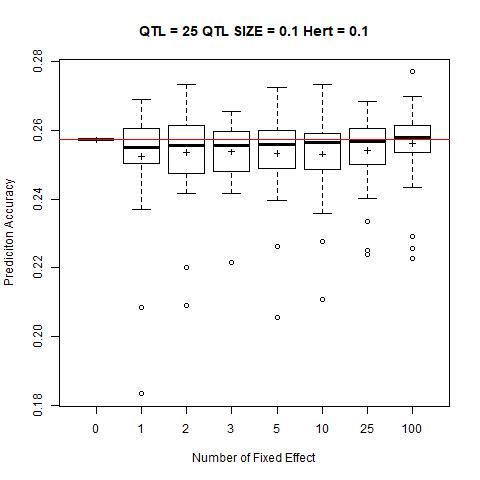 QTL = 25 QTL SIZE = 0.1 Hert = 0.1
0.28
0.26
0.24
0.22
0.20
0.18
Prediciton Accuracy
0 1 2 3 5 10 25 100
Number of Fixed Effect